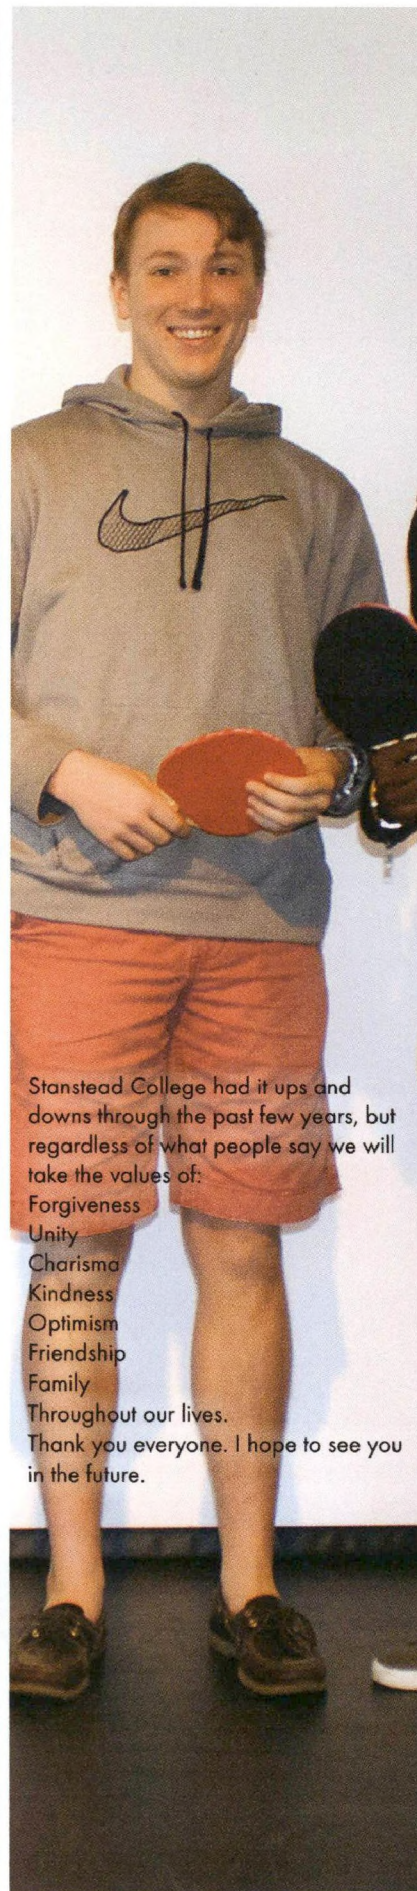 Stanstead College had it ups and
downs through the past few years, but
regardless of what people say we will
take the values of:
Forgiveness
Unity
Charisma
Kindness
Optimism
Friendship
Family
Throughout our lives.
Thank you everyone. I hope to see you
in the future.